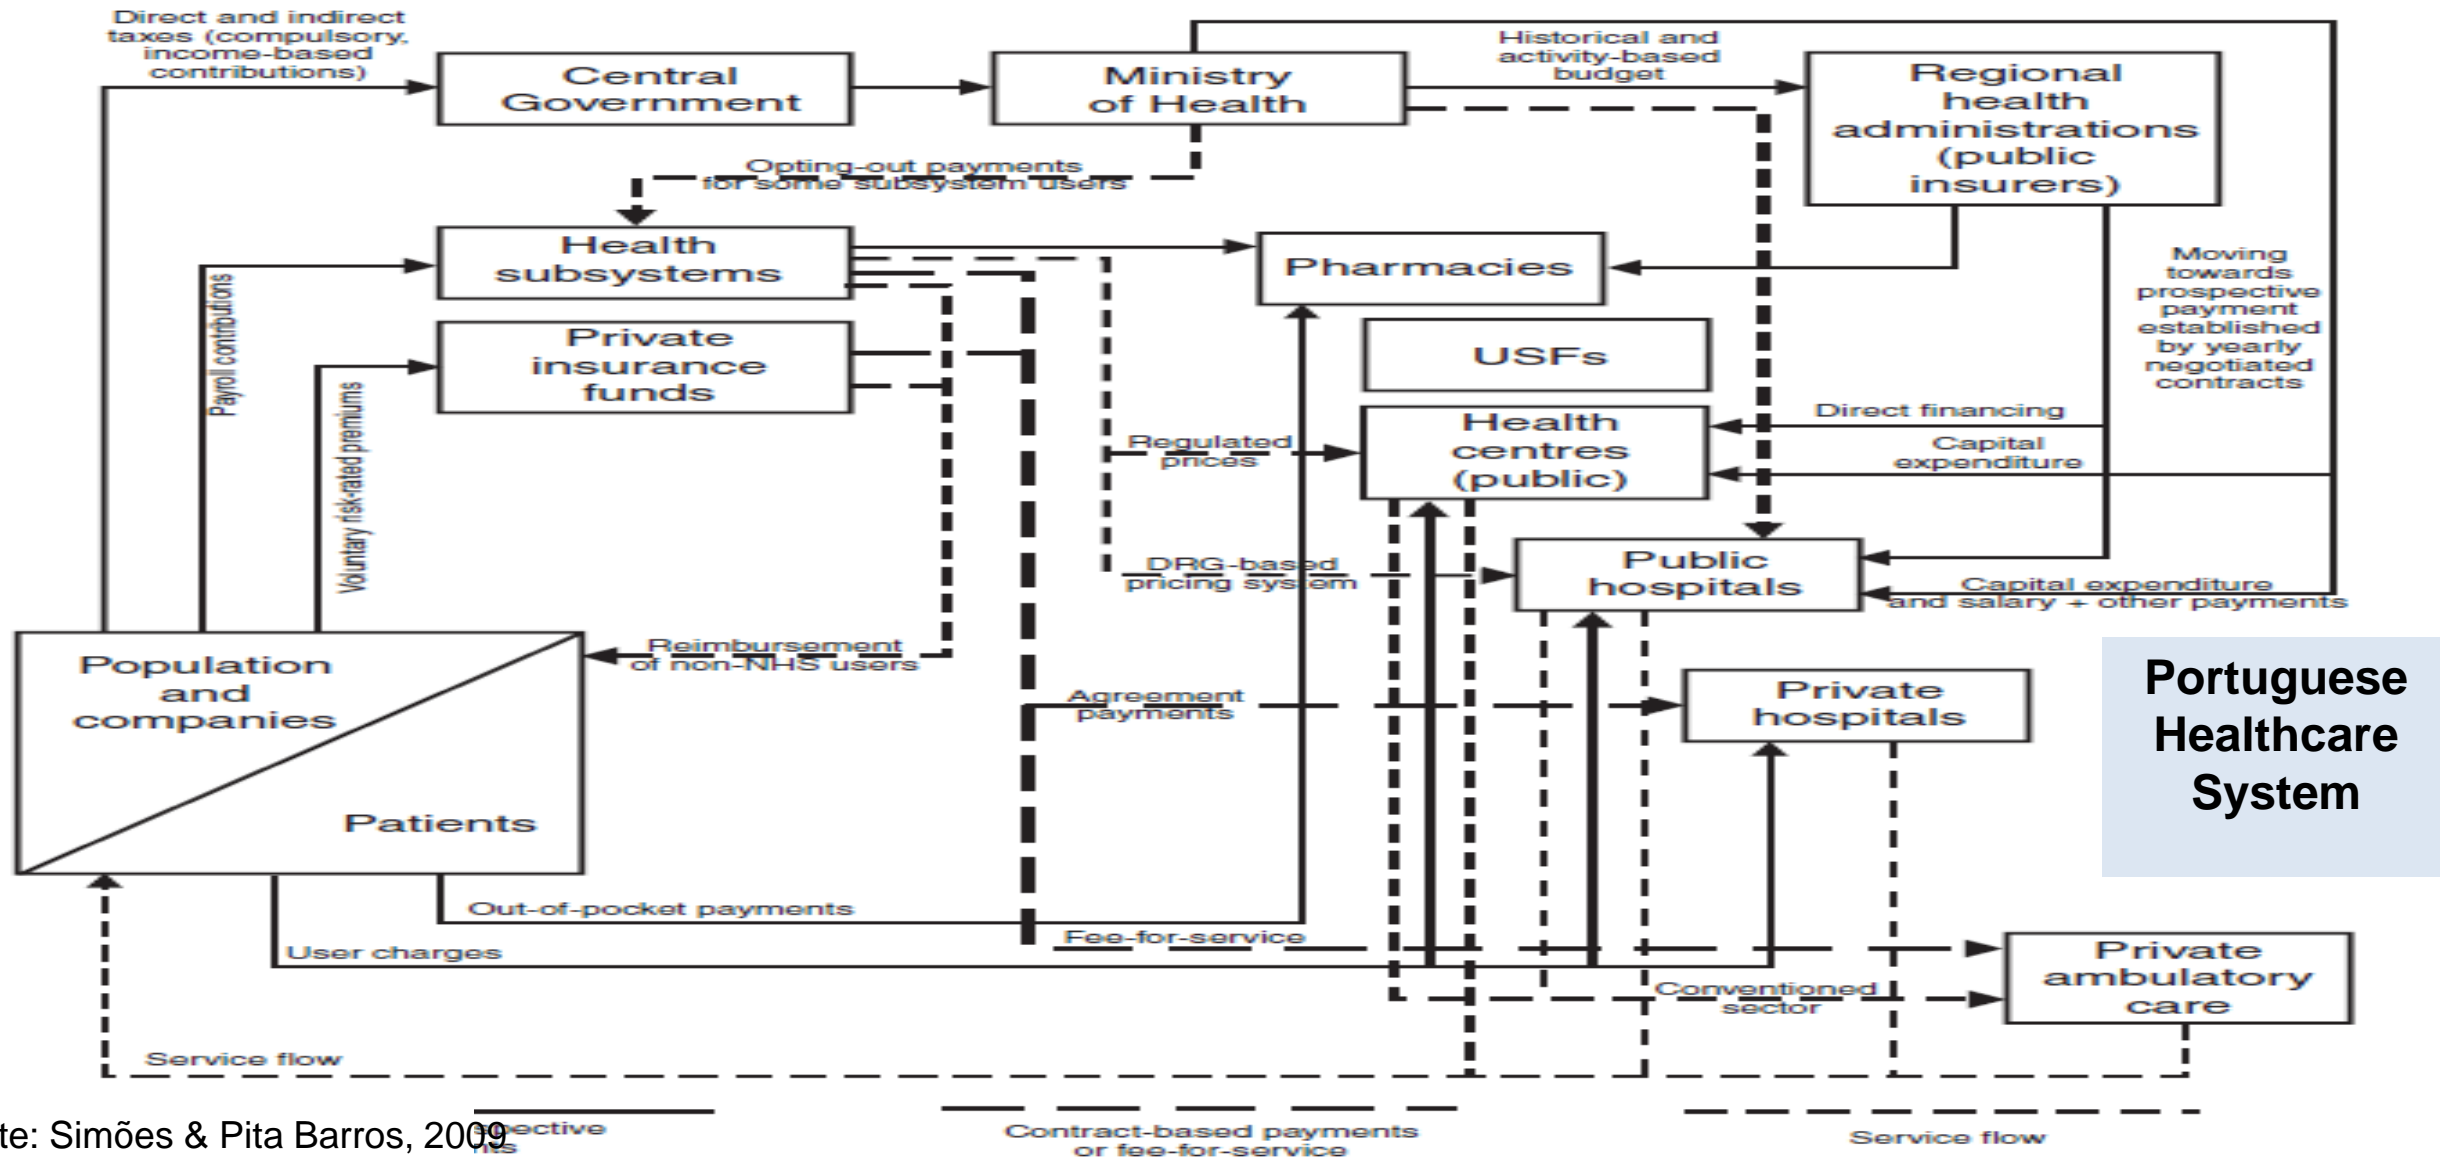 Direct and indirect
taxes (compulsory,
income-based
contributions)
Central
Government
Ministry
of Health
Historical and
activity-based
budget
Regional
health
administrations
(public
insurers)
Opting-out payments
for some subsystem users
Health
subsystems
Pharmacies
Moving
towards
prospective
payment
established
by yearly
negotiated
contracts
Payroll contributions
Private
insurance
funds
USFs
Voluntary risk-rated premiums
Health
centres
(public)
Direct financing
Capital
expenditure
Regulated
prices
DRG-based
pricing system
Public
hospitals
Capital expenditure
and salary + other payments
Population
and
companies
Patients
Reimbursement
of non-NHS users
Agreement
payments
Private
hospitals
Portuguese
Healthcare
System
Out-of-pocket payments
User charges
Fee-for-service
Private
ambulatory
care
Conventioned
sector
Service flow
te: Simões & Pita Barros, 2009
spective
nts
Contract-based payments
or fee-for-service
Service flow